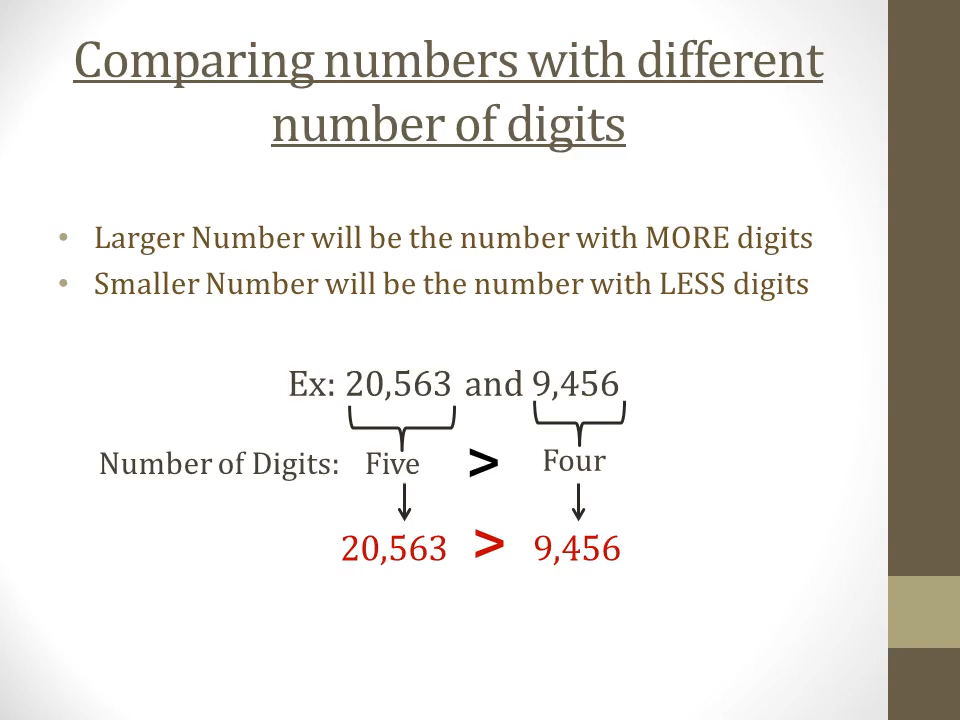 Comparing numbers with different
number of digits
• Larger Number will be the number with MORE digits
• Smaller Number will be the number with LESS digits
Ex: 20,563 and 9,456
Number of Digits: Five > Four
20,563 > 9,456